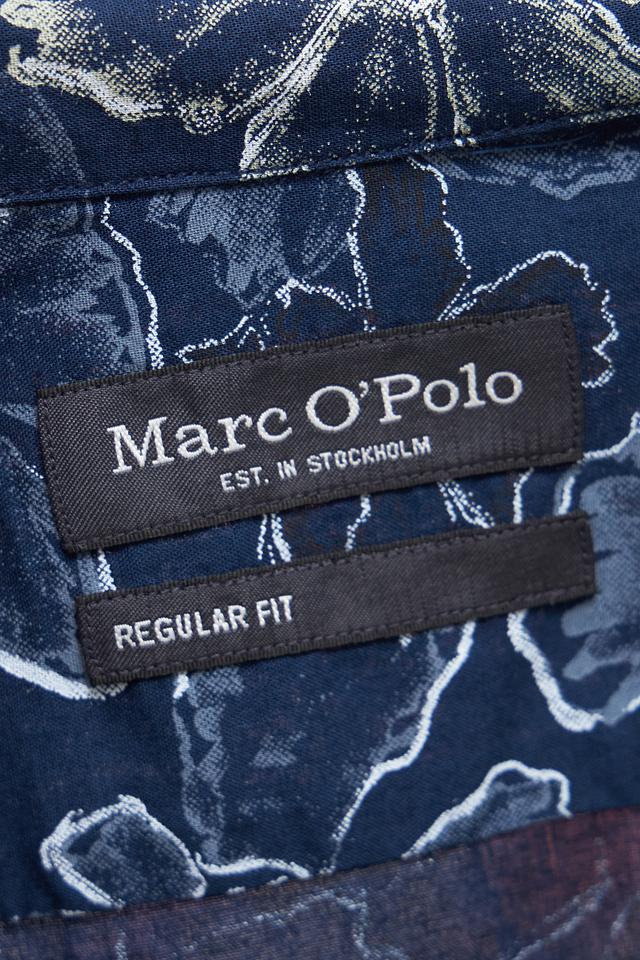 Marc O'Polo
EST. IN STOCKHOLM
REGULAR FIT